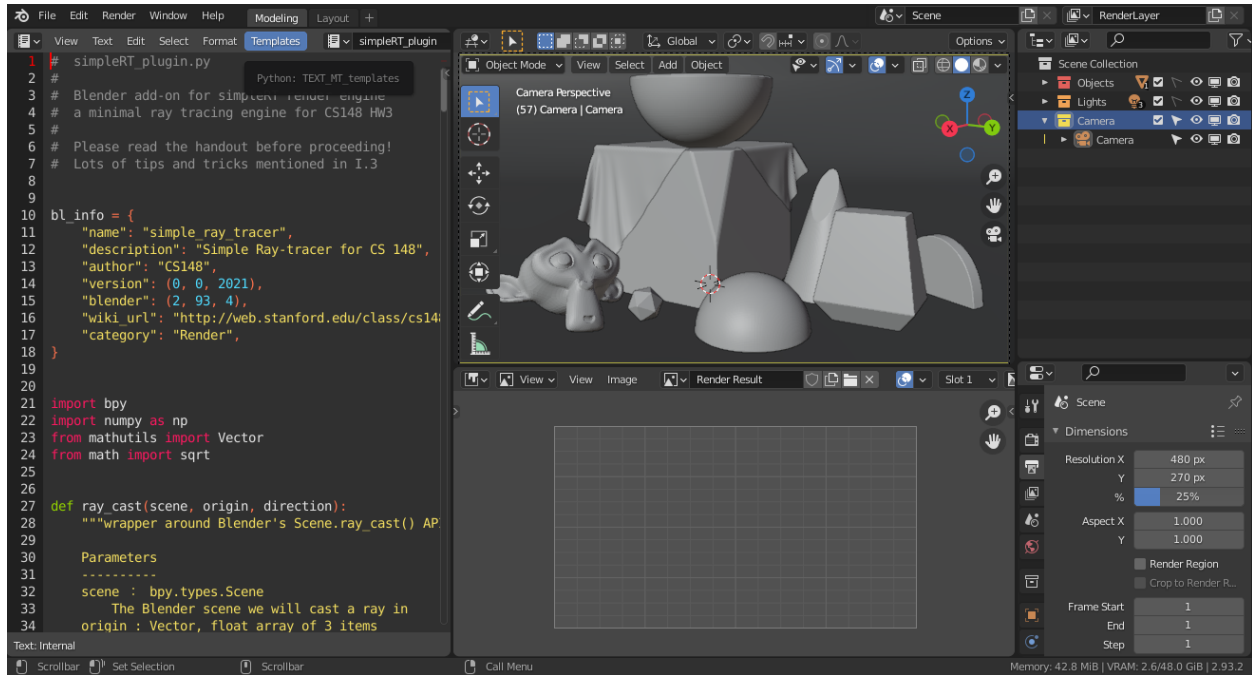 File Edit Render Window Help Modeling Layout + Scene RenderLayer
View Text Edit Select Format Templates simpleRT_plugin
Python: TEXT_MT_templates
1 # simpleRT_plugin.py
2 #
3 # Blender add-on for simpleRT render engine
4 # a minimal ray tracing engine for CS148 HW3
5 #
6 # Please read the handout before proceeding!
7 # Lots of tips and tricks mentioned in I.3
8
9
10 bl_info = {
11 "name": "simple_ray_tracer",
12 "description": "Simple Ray-tracer for CS 148",
13 "author": "CS148",
14 "version": (0, 0, 2021),
15 "blender": (2, 93, 4),
16 "wiki_url": "http://web.stanford.edu/class/cs148
17 "category": "Render",
18 }
19
20
21 import bpy
22 import numpy as np
23 from mathutils import Vector
24 from math import sqrt
25
26
27 def ray_cast(scene, origin, direction):
28 """wrapper around Blender's Scene.ray_cast() AP
29
30 Parameters
31 ----------
32 scene : bpy.types.Scene
33 The Blender scene we will cast a ray in
34 origin : Vector, float array of 3 items
Text: Internal
Global Options
Object Mode View Select Add Object
Camera Perspective
(57) Camera | Camera
Z
X
Y
View View Image Render Result Slot 1
Scene Collection
Objects 1
Lights 3
Camera
Camera
Scene
Dimensions
Resolution X 480 px
Y 270 px
% 25%
Aspect X 1.000
Y 1.000
Render Region
Crop to Render R...
Frame Start 1
End 1
Step 1
Scrollbar Set Selection Scrollbar Call Menu Memory: 42.8 MiB | VRAM: 2.6/48.0 GiB | 2.93.2